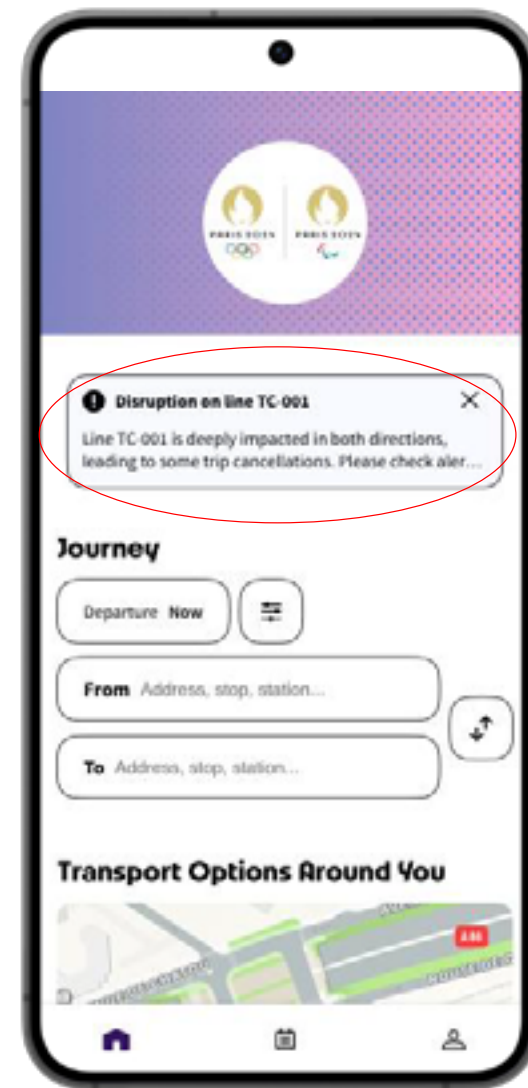 PARIS 2024 PARIS 2024
Disruption on line TC-001
Line TC-001 is deeply impacted in both directions,
leading to some trip cancellations. Please check aler...
Journey
Departure Now
From Address, stop, station...
To Address, stop, station...
Transport Options Around You